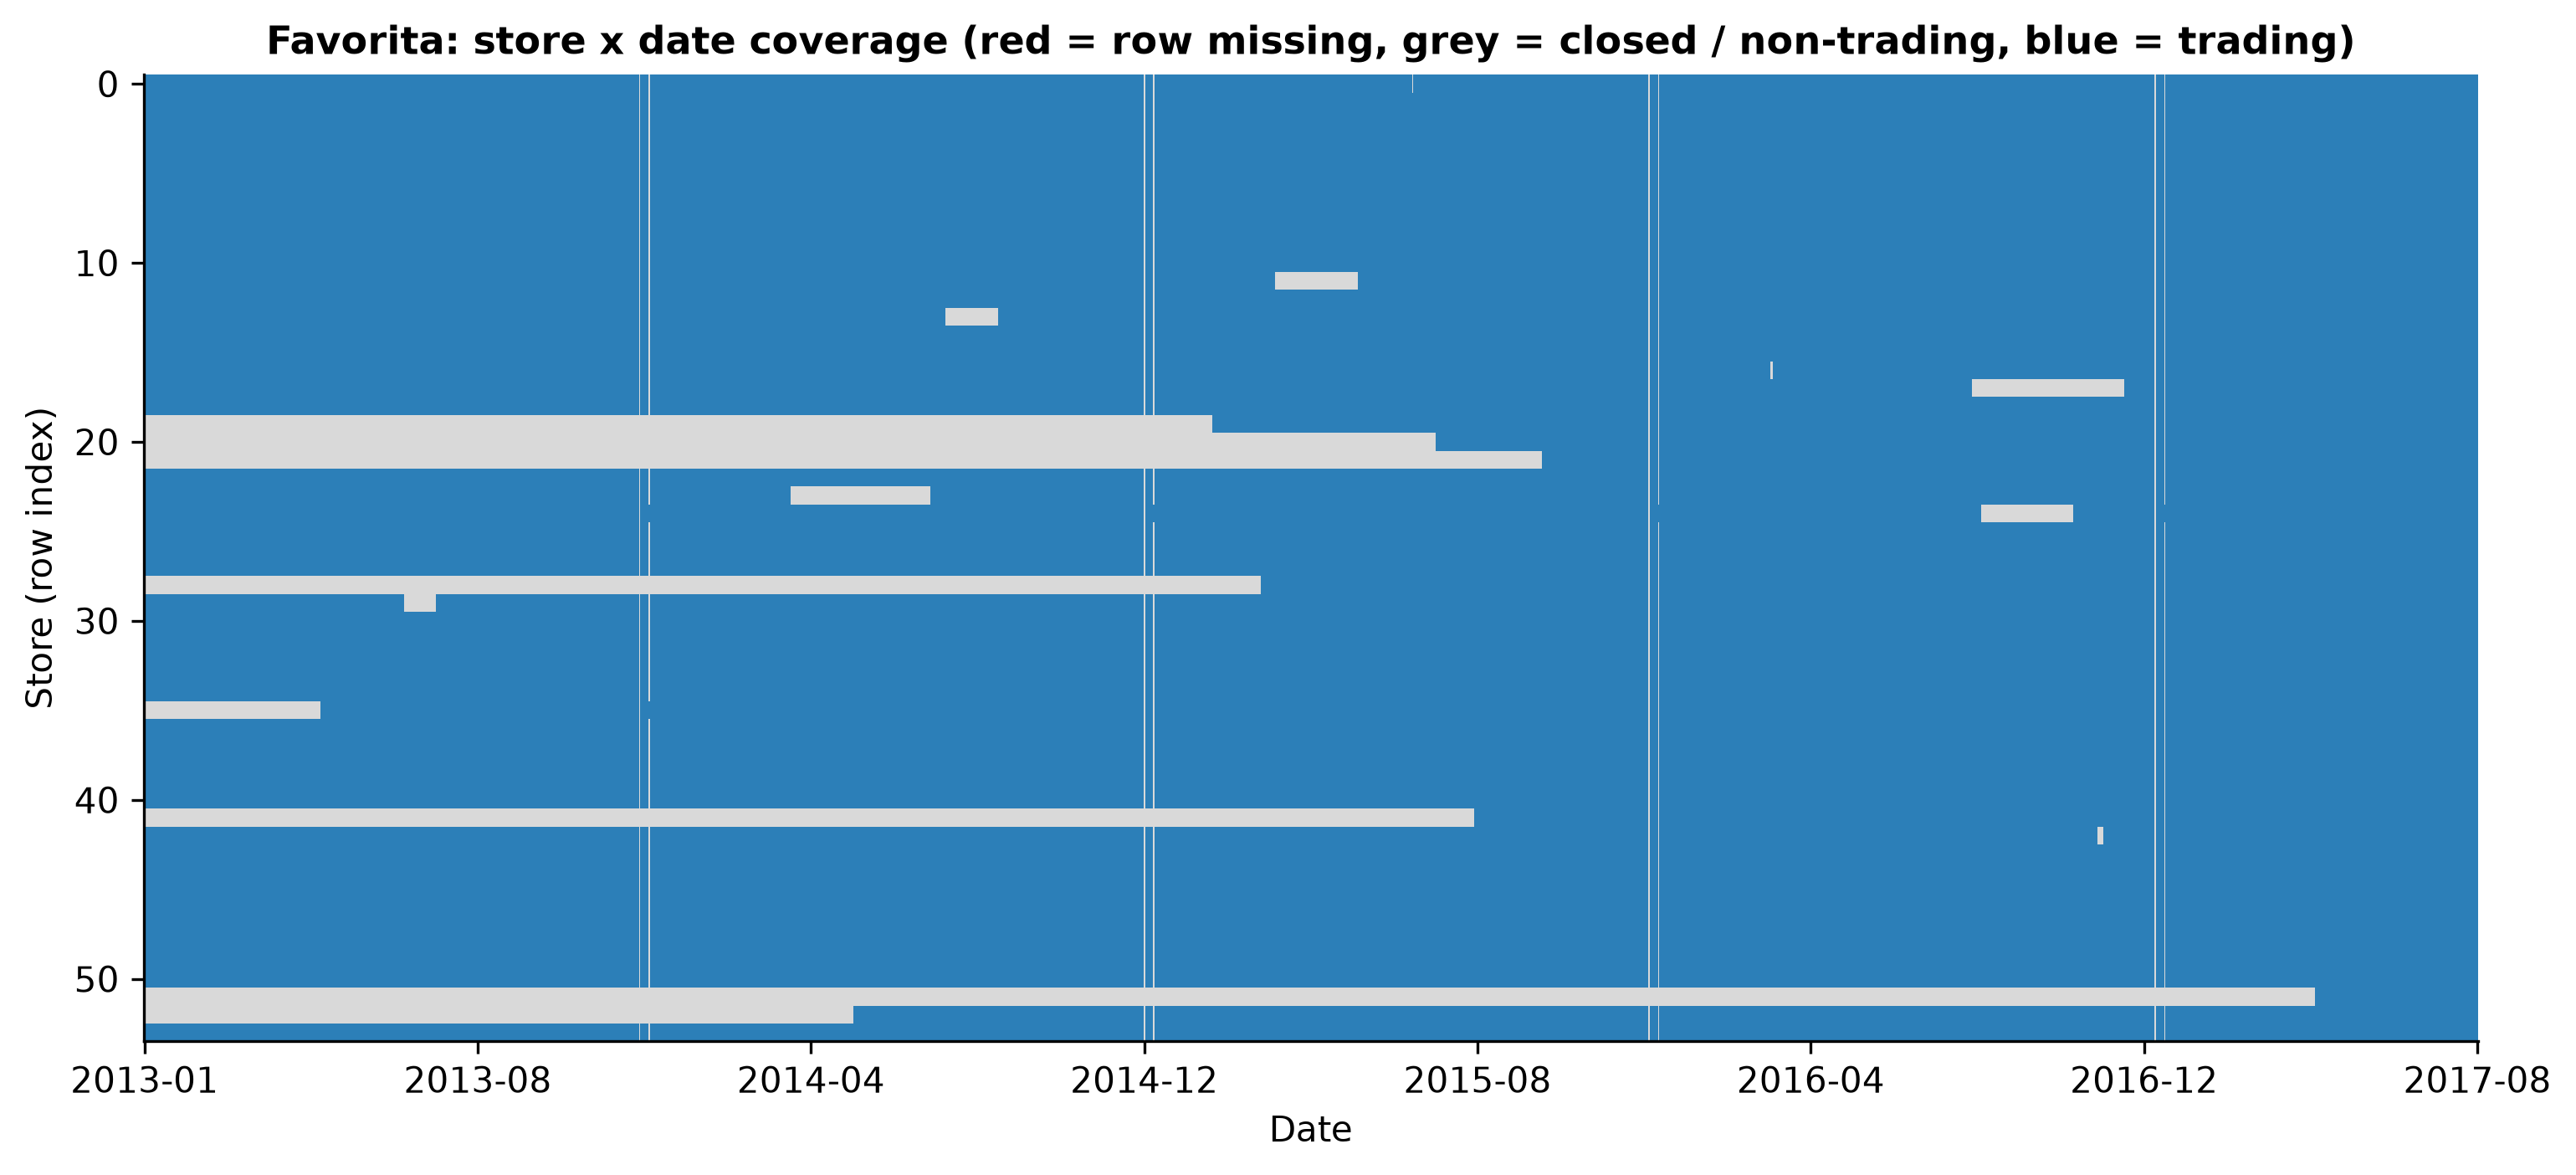 Favorita: store x date coverage (red = row missing, grey = closed / non-trading, blue = trading)
Store (row index)
0
10
20
30
40
50
2013-01 2013-08 2014-04 2014-12 2015-08 2016-04 2016-12 2017-08
Date